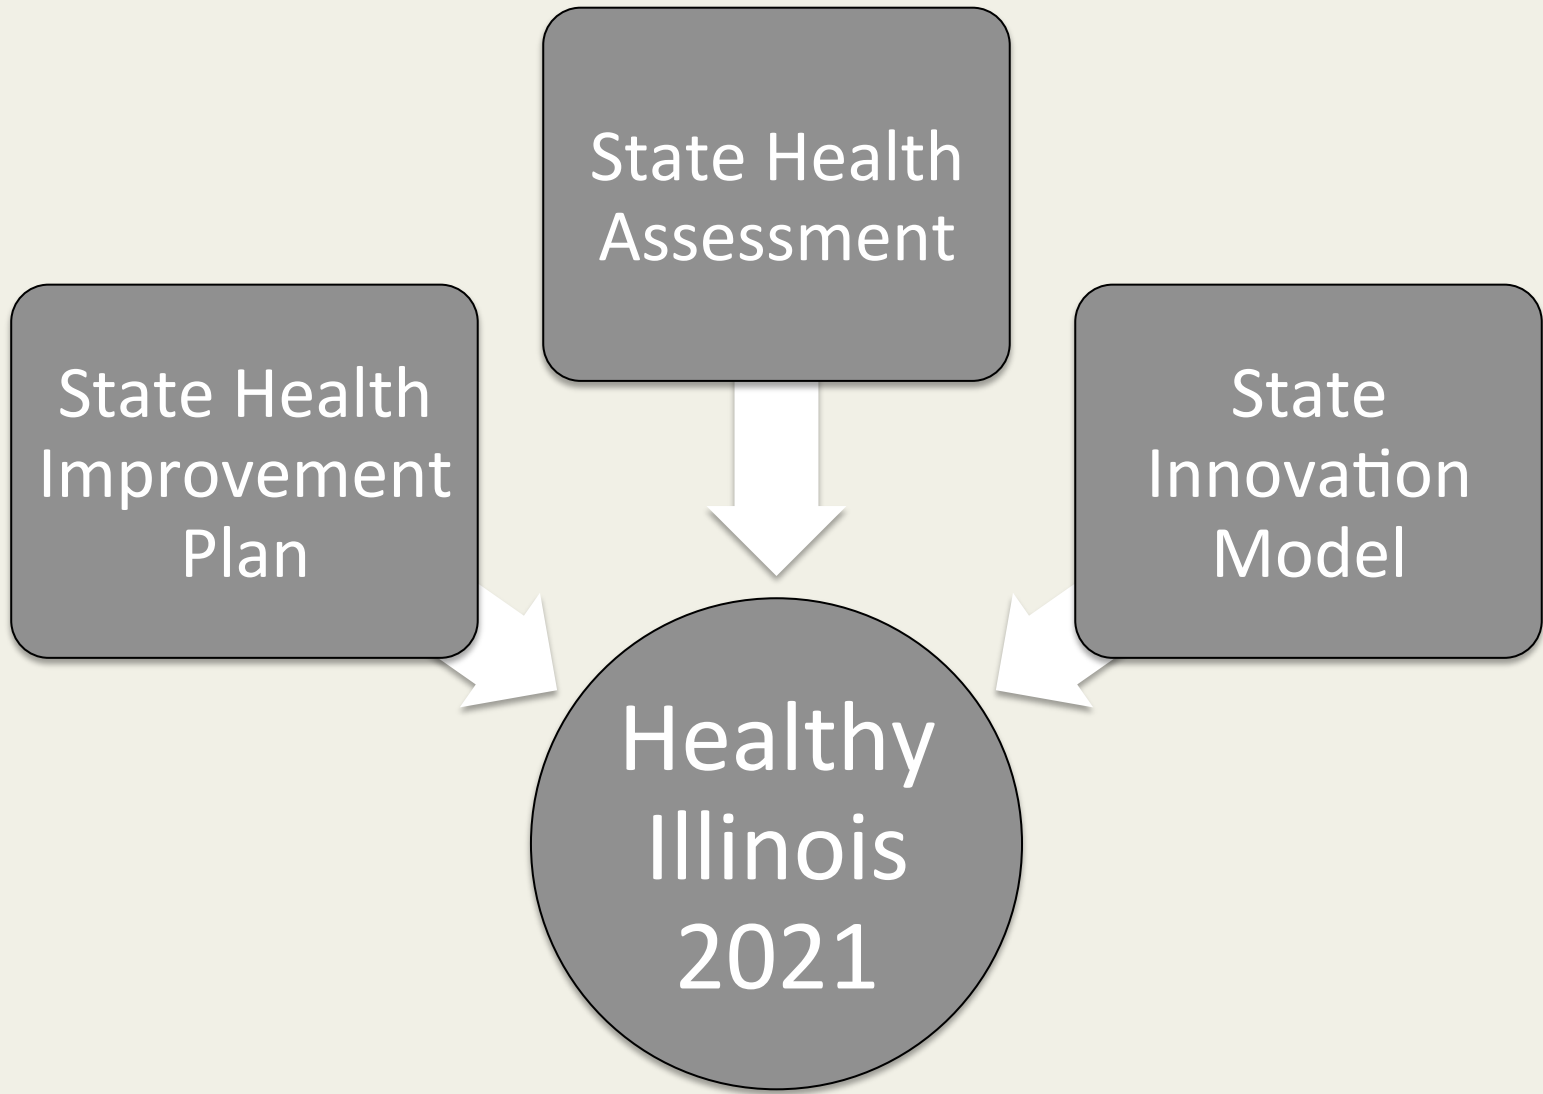 State Health
Assessment
State Health
Improvement
Plan
State
Innovation
Model
Healthy
Illinois
2021